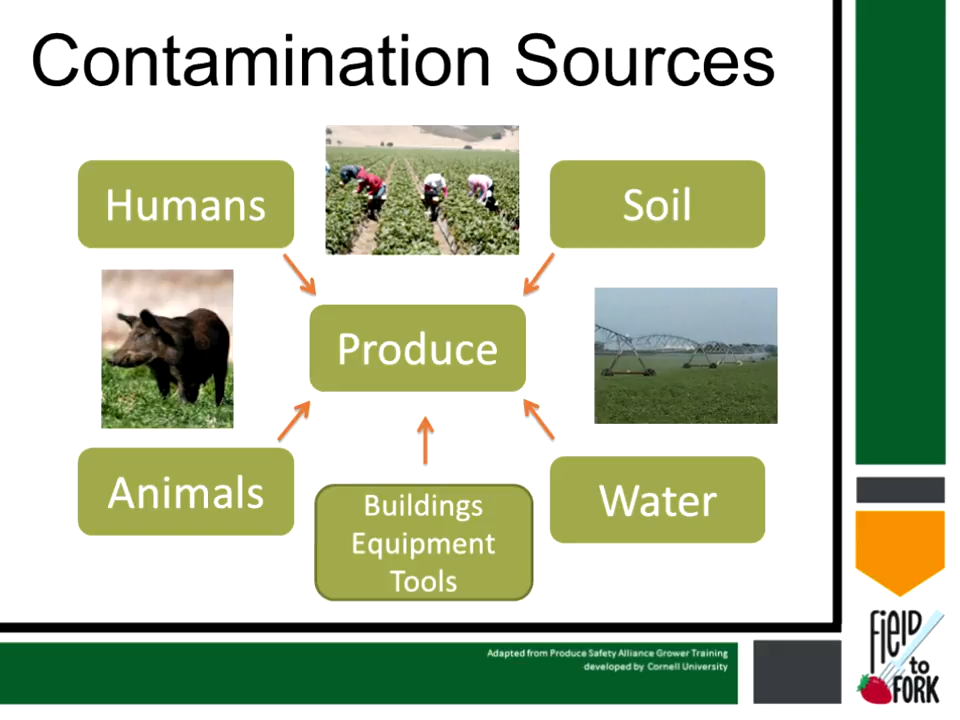 Contamination Sources
Humans
Soil
Produce
Animals
Water
Buildings
Equipment
Tools
Adapted from Produce Safety Alliance Grower Training
developed by Cornell University
FiELD
to
FORK